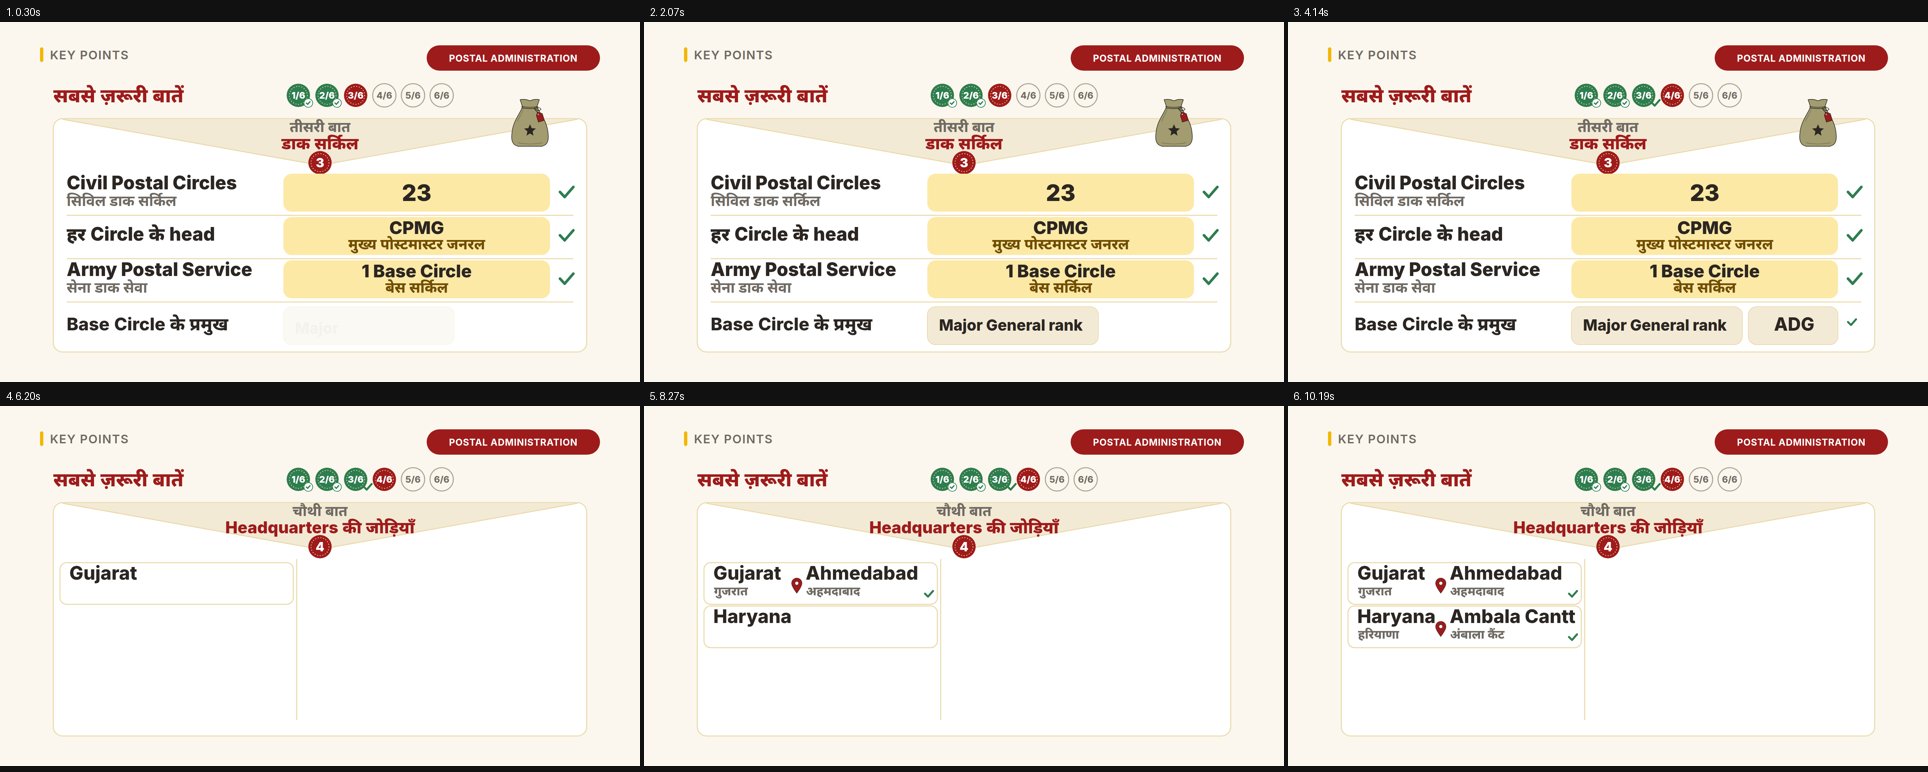 1. 0.30s
KEY POINTS
POSTAL ADMINISTRATION
सबसे ज़रूरी बातें
1/6 2/6 3/6 4/6 5/6 6/6
तीसरी बात
डाक सर्किल
3
Civil Postal Circles
सिविल डाक सर्किल
23
हर Circle के head
CPMG
मुख्य पोस्टमास्टर जनरल
Army Postal Service
सेना डाक सेवा
1 Base Circle
बेस सर्किल
Base Circle के प्रमुख
Major
2. 2.07s
KEY POINTS
POSTAL ADMINISTRATION
सबसे ज़रूरी बातें
1/6 2/6 3/6 4/6 5/6 6/6
तीसरी बात
डाक सर्किल
3
Civil Postal Circles
सिविल डाक सर्किल
23
हर Circle के head
CPMG
मुख्य पोस्टमास्टर जनरल
Army Postal Service
सेना डाक सेवा
1 Base Circle
बेस सर्किल
Base Circle के प्रमुख
Major General rank
3. 4.14s
KEY POINTS
POSTAL ADMINISTRATION
सबसे ज़रूरी बातें
1/6 2/6 3/6 4/6 5/6 6/6
तीसरी बात
डाक सर्किल
3
Civil Postal Circles
सिविल डाक सर्किल
23
हर Circle के head
CPMG
मुख्य पोस्टमास्टर जनरल
Army Postal Service
सेना डाक सेवा
1 Base Circle
बेस सर्किल
Base Circle के प्रमुख
Major General rank
ADG
4. 6.20s
KEY POINTS
POSTAL ADMINISTRATION
सबसे ज़रूरी बातें
1/6 2/6 3/6 4/6 5/6 6/6
चौथी बात
Headquarters की जोड़ियाँ
4
Gujarat
5. 8.27s
KEY POINTS
POSTAL ADMINISTRATION
सबसे ज़रूरी बातें
1/6 2/6 3/6 4/6 5/6 6/6
चौथी बात
Headquarters की जोड़ियाँ
4
Gujarat Ahmedabad
गुजरात अहमदाबाद
Haryana
6. 10.19s
KEY POINTS
POSTAL ADMINISTRATION
सबसे ज़रूरी बातें
1/6 2/6 3/6 4/6 5/6 6/6
चौथी बात
Headquarters की जोड़ियाँ
4
Gujarat Ahmedabad
गुजरात अहमदाबाद
Haryana Ambala Cantt
हरियाणा अंबाला कैंट